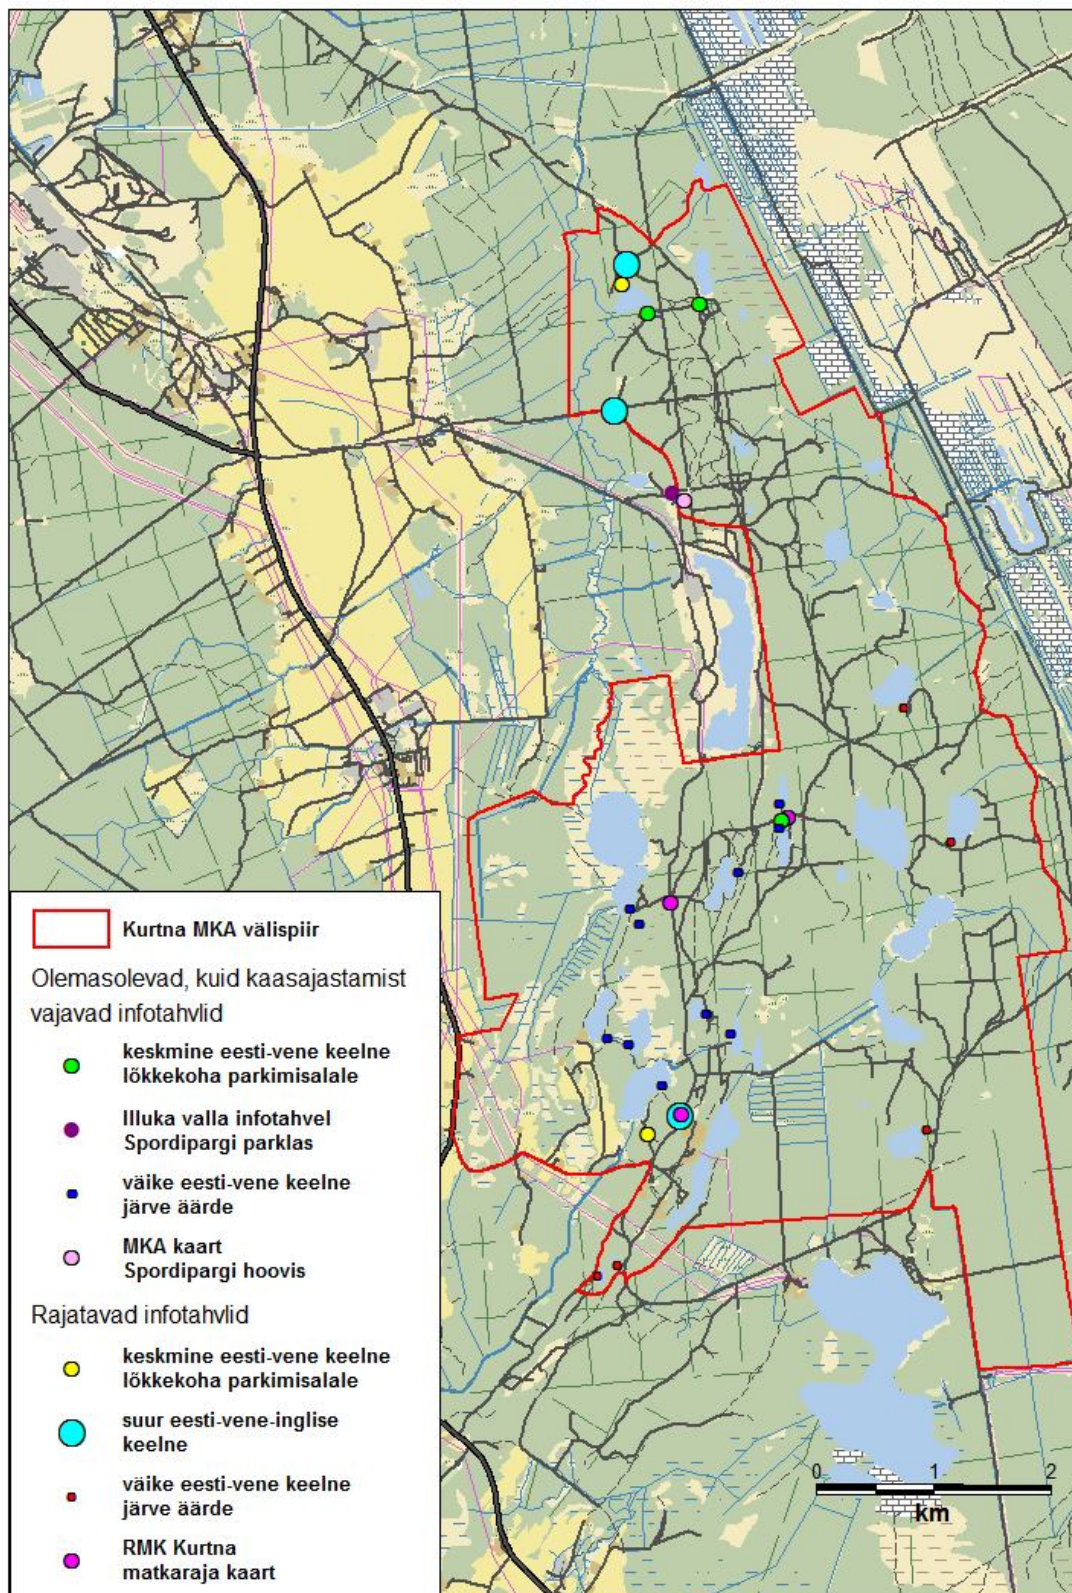 Kurtna MKA välispiir
Olemasolevad, kuid kaasajastamist
vajavad infotahvlid
keskmine eesti-vene keelne
lõkkekoha parkimisalale
Illuka valla infotahvel
Spordipargi parklas
väike eesti-vene keelne
järve äärde
MKA kaart
Spordipargi hoovis
Rajatavad infotahvlid
keskmine eesti-vene keelne
lõkkekoha parkimisalale
suur eesti-vene-inglise
keelne
väike eesti-vene keelne
järve äärde
RMK Kurtna
matkaraja kaart
0 1 2
km